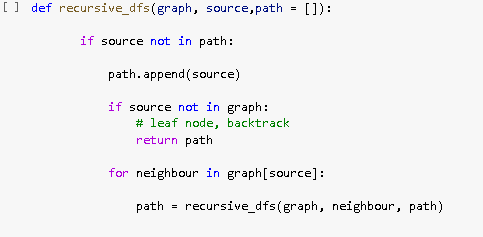 [ ] def recursive_dfs(graph, source,path = []):
if source not in path:
path.append(source)
if source not in graph:
# leaf node, backtrack
return path
for neighbour in graph[source]:
path = recursive_dfs(graph, neighbour, path)